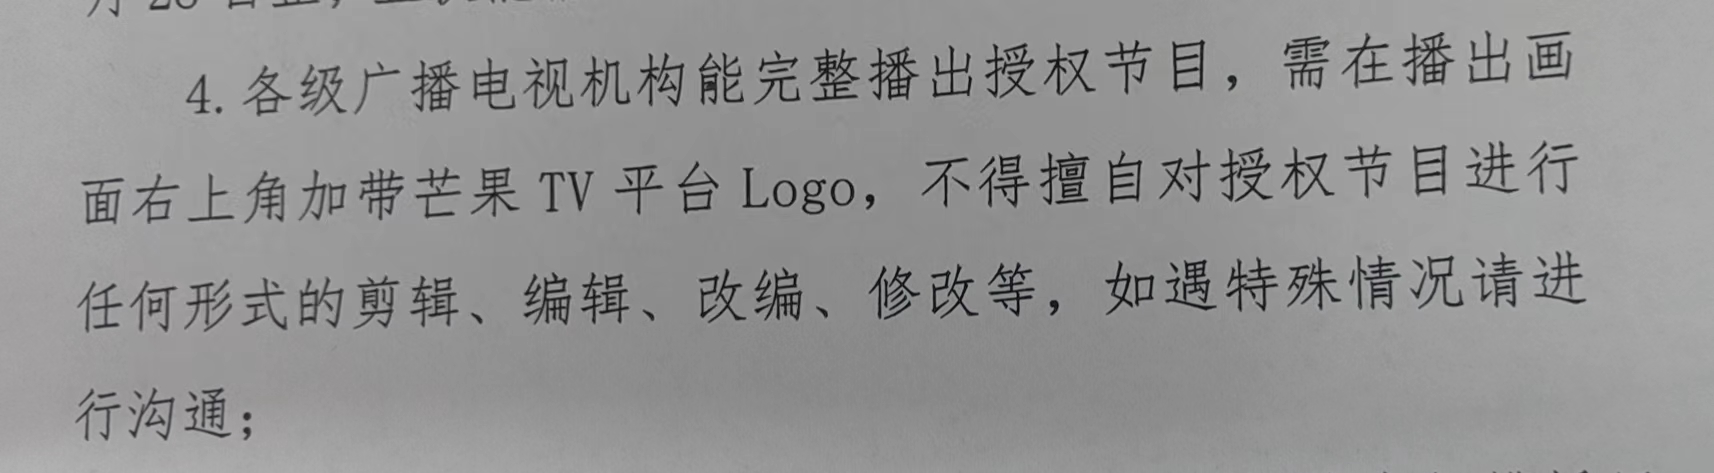 4. 各级广播电视机构能完整播出授权节目，需在播出画
面右上角加带芒果 TV 平台 Logo，不得擅自对授权节目进行
任何形式的剪辑、编辑、改编、修改等，如遇特殊情况请进
行沟通；